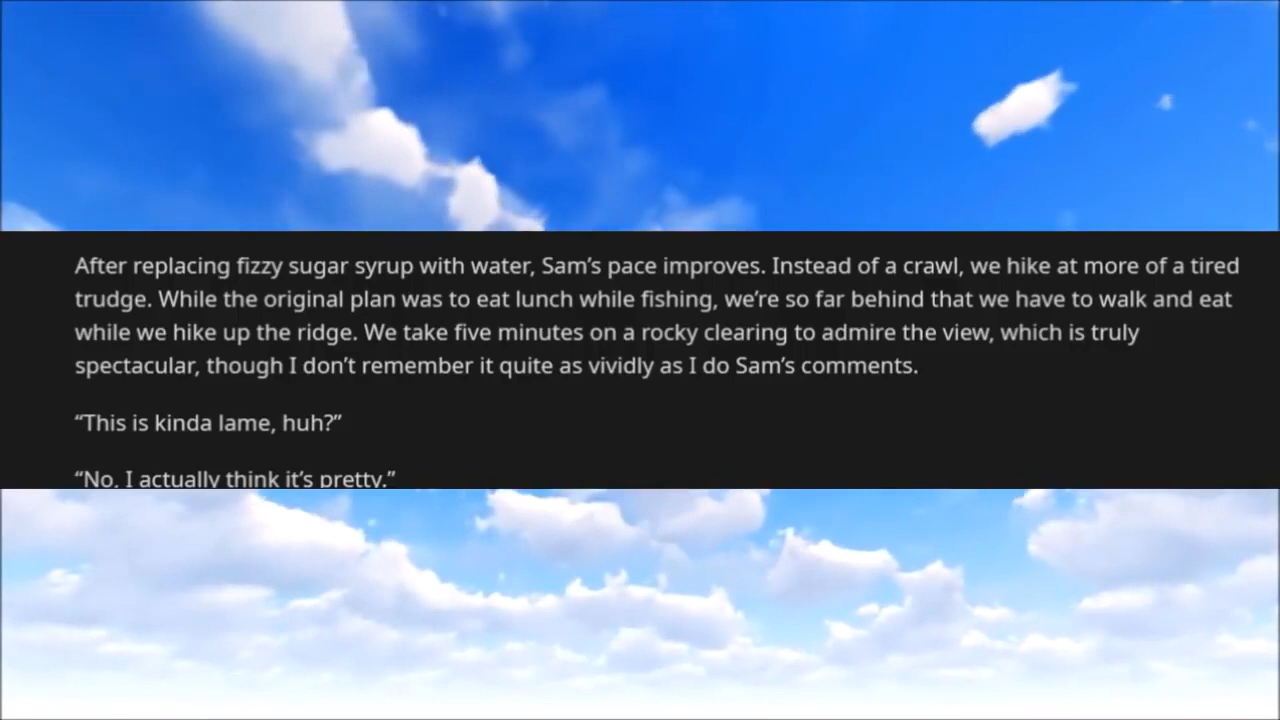 After replacing fizzy sugar syrup with water, Sam’s pace improves. Instead of a crawl, we hike at more of a tired
trudge. While the original plan was to eat lunch while fishing, we’re so far behind that we have to walk and eat
while we hike up the ridge. We take five minutes on a rocky clearing to admire the view, which is truly
spectacular, though I don’t remember it quite as vividly as I do Sam’s comments.
“This is kinda lame, huh?”
“No, I actually think it’s pretty.”